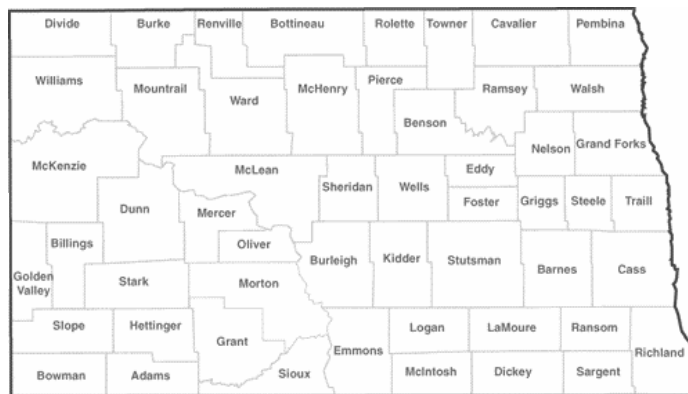 Divide
Burke
Renville
Bottineau
Rolette
Towner
Cavalier
Pembina
Williams
Mountrail
Ward
McHenry
Pierce
Ramsey
Walsh
Benson
McKenzie
McLean
Nelson
Grand Forks
Eddy
Sheridan
Wells
Dunn
Mercer
Foster
Griggs
Steele
Traill
Billings
Oliver
Burleigh
Kidder
Stutsman
Barnes
Cass
Golden
Valley
Stark
Morton
Slope
Hettinger
Grant
Logan
LaMoure
Ransom
Emmons
Richland
Bowman
Adams
Sioux
McIntosh
Dickey
Sargent